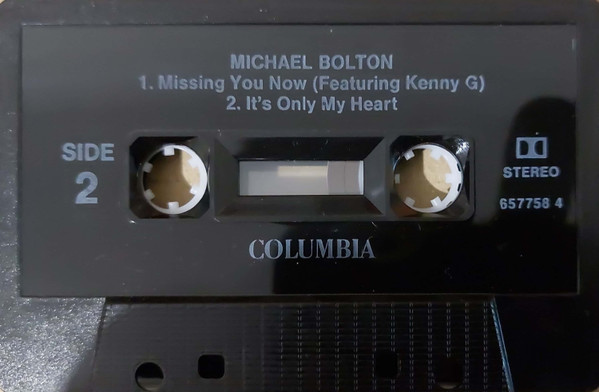 MICHAEL BOLTON
1. Missing You Now (Featuring Kenny G)
2. It's Only My Heart
SIDE
2
STEREO
657758 4
COLUMBIA